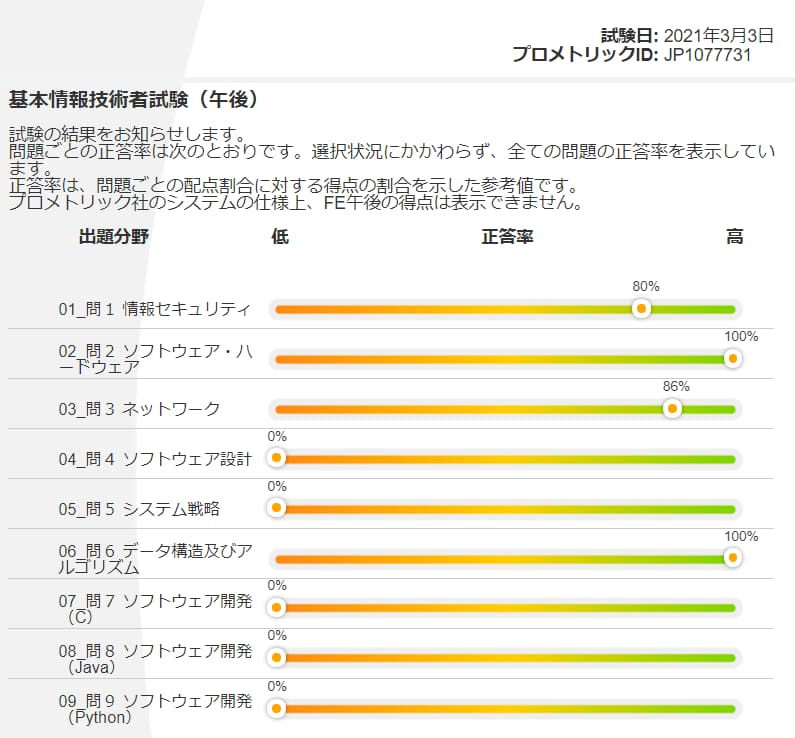 試験日: 2021年3月3日
プロメトリックID: JP1077731
基本情報技術者試験（午後）
試験の結果をお知らせします。
問題ごとの正答率は次のとおりです。選択状況にかかわらず、全ての問題の正答率を表示してい
ます。
正答率は、問題ごとの配点割合に対する得点の割合を示した参考値です。
プロメトリック社のシステムの仕様上、FE午後の得点は表示できません。
出題分野 低 正答率 高
80%
01_問１ 情報セキュリティ
100%
02_問２ ソフトウェア・ハ
ードウェア
86%
03_問３ ネットワーク
0%
04_問４ ソフトウェア設計
0%
05_問５ システム戦略
100%
06_問６ データ構造及びア
ルゴリズム
0%
07_問７ ソフトウェア開発
（C）
0%
08_問８ ソフトウェア開発
（Java）
0%
09_問９ ソフトウェア開発
（Python）